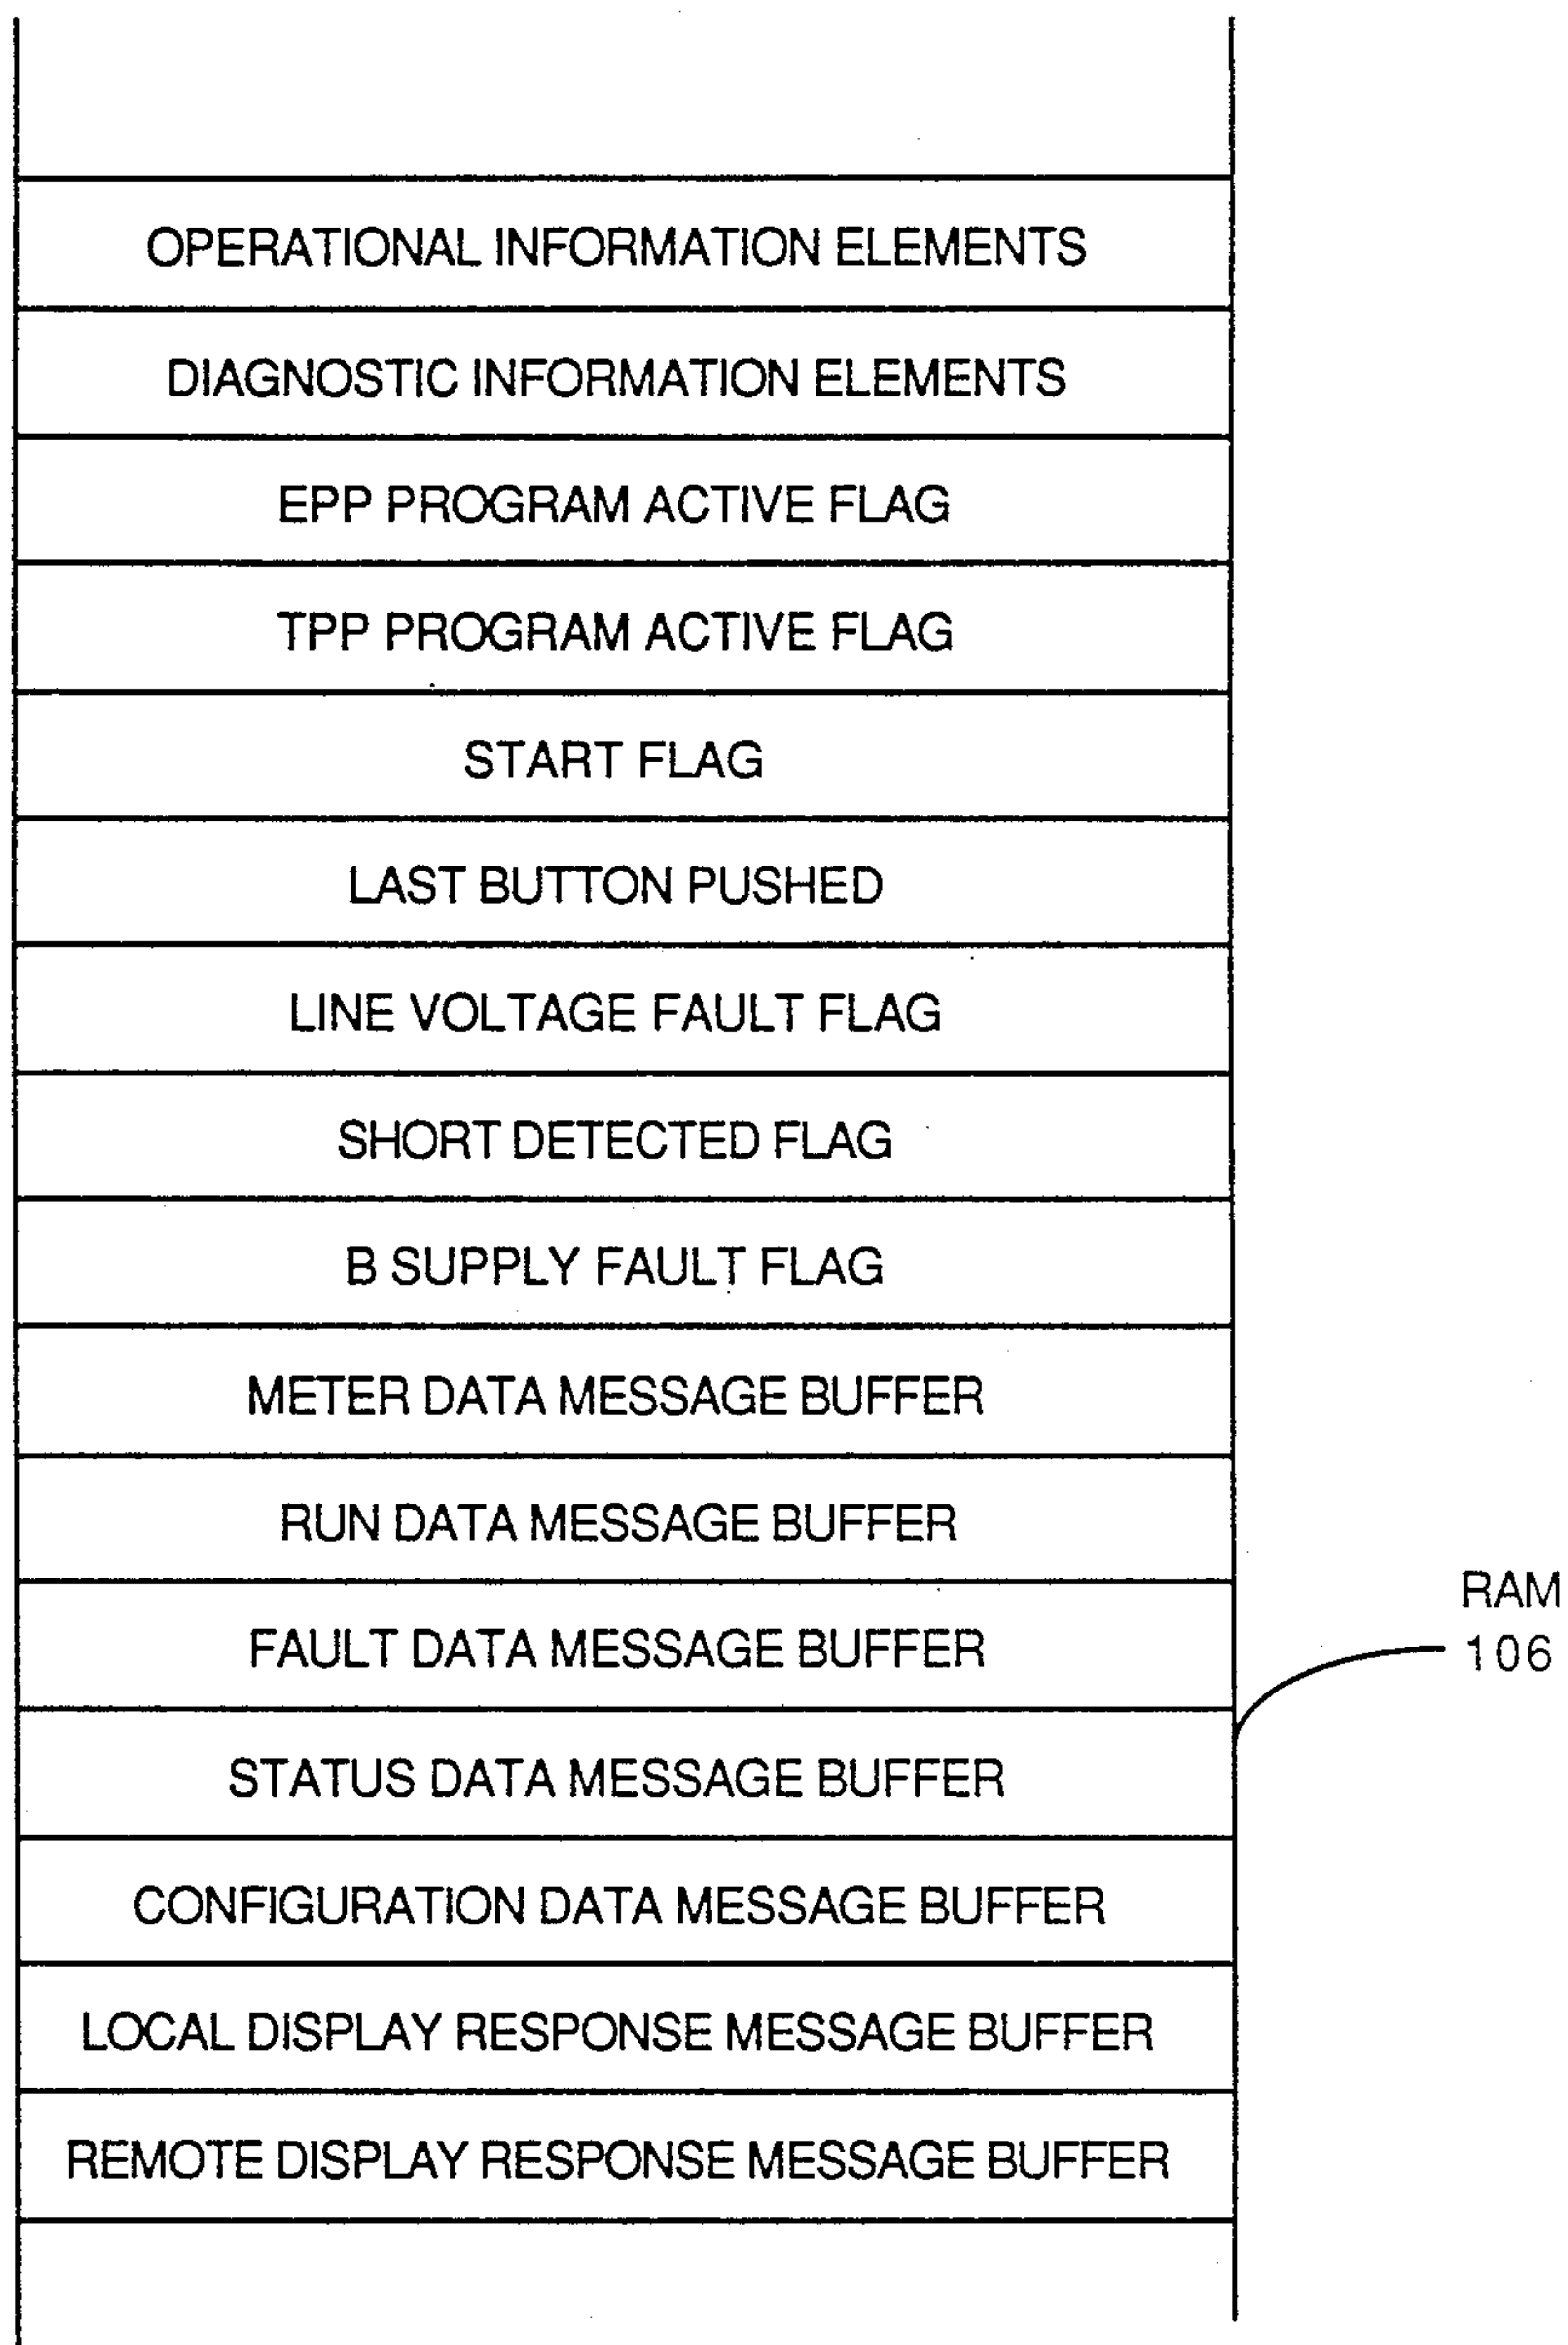 OPERATIONAL INFORMATION ELEMENTS
DIAGNOSTIC INFORMATION ELEMENTS
EPP PROGRAM ACTIVE FLAG
TPP PROGRAM ACTIVE FLAG
START FLAG
LAST BUTTON PUSHED
LINE VOLTAGE FAULT FLAG
SHORT DETECTED FLAG
B SUPPLY FAULT FLAG
METER DATA MESSAGE BUFFER
RUN DATA MESSAGE BUFFER
FAULT DATA MESSAGE BUFFER
STATUS DATA MESSAGE BUFFER
CONFIGURATION DATA MESSAGE BUFFER
LOCAL DISPLAY RESPONSE MESSAGE BUFFER
REMOTE DISPLAY RESPONSE MESSAGE BUFFER
RAM
106